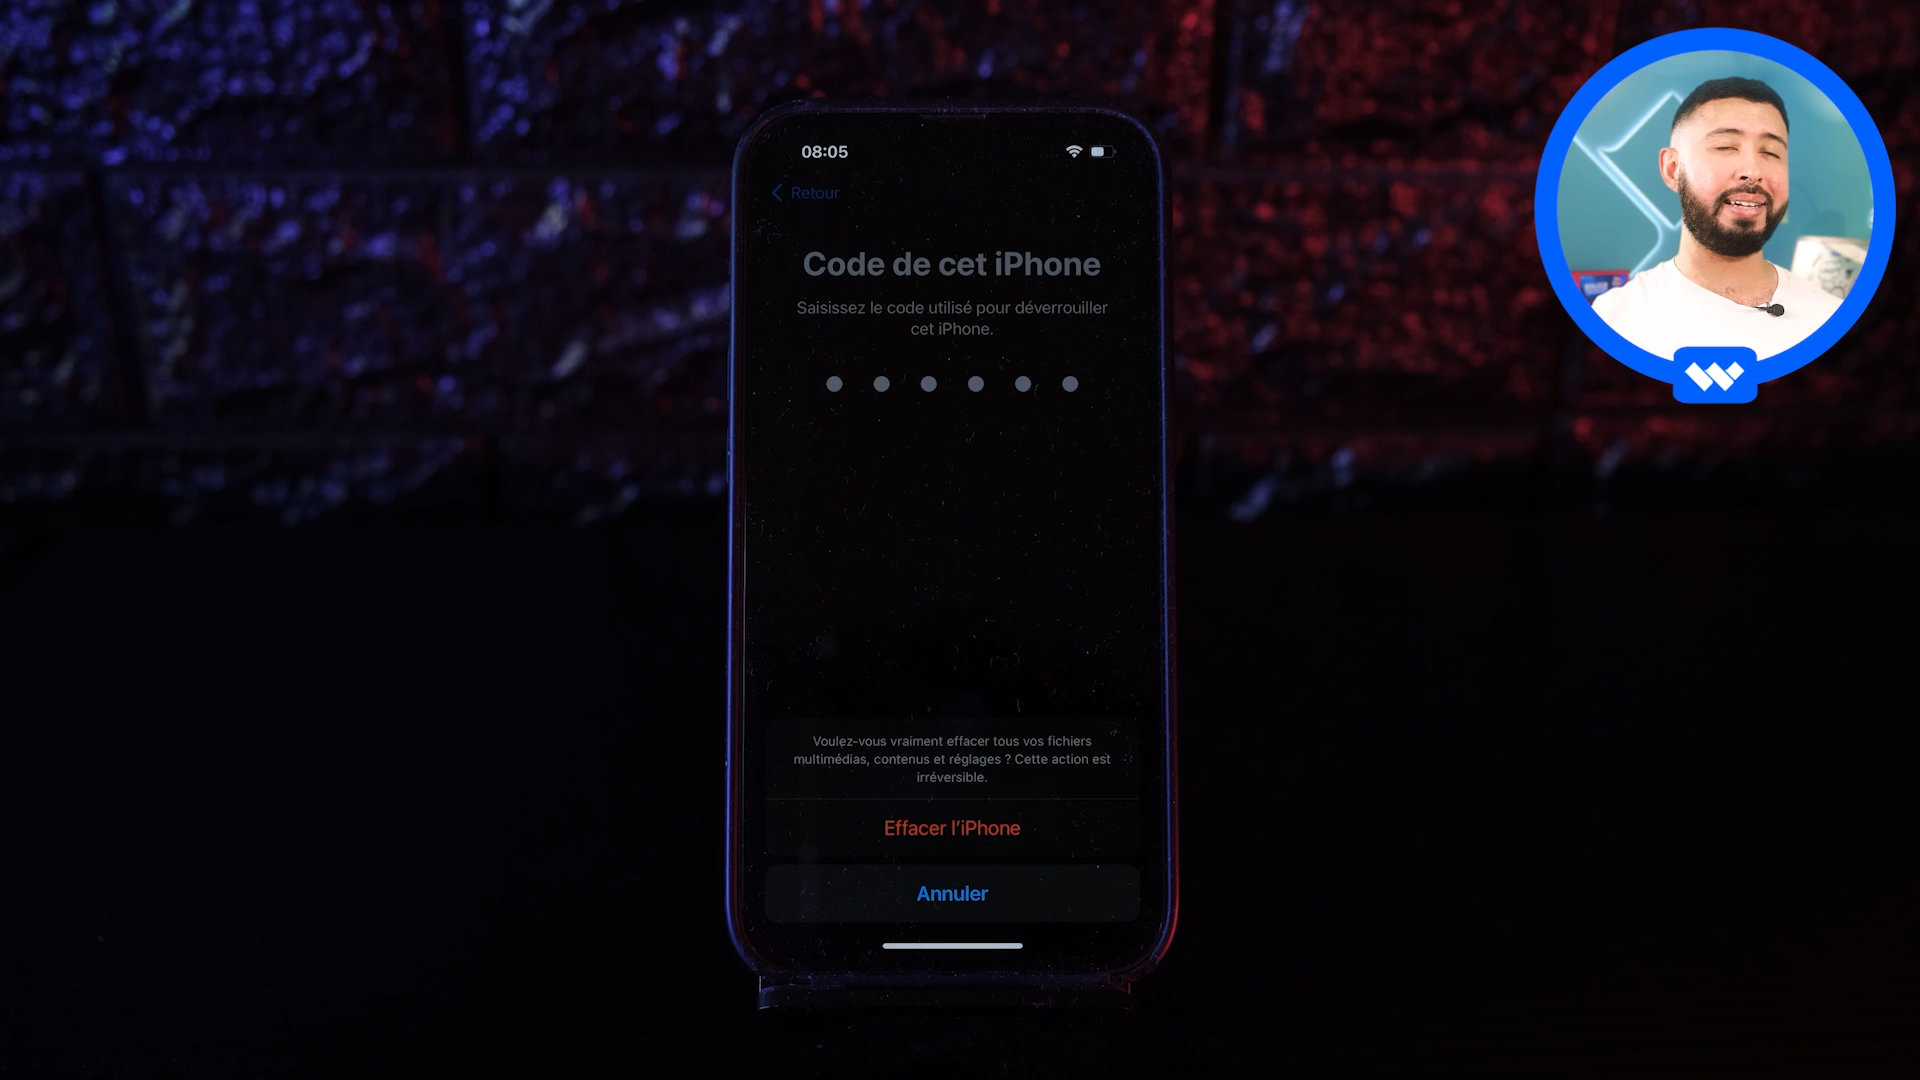 08:05
Retour
Code de cet iPhone
Saisissez le code utilisé pour déverrouiller
cet iPhone.
Voulez-vous vraiment effacer tous vos fichiers
multimédias, contenus et réglages ? Cette action est
irréversible.
Effacer l'iPhone
Annuler